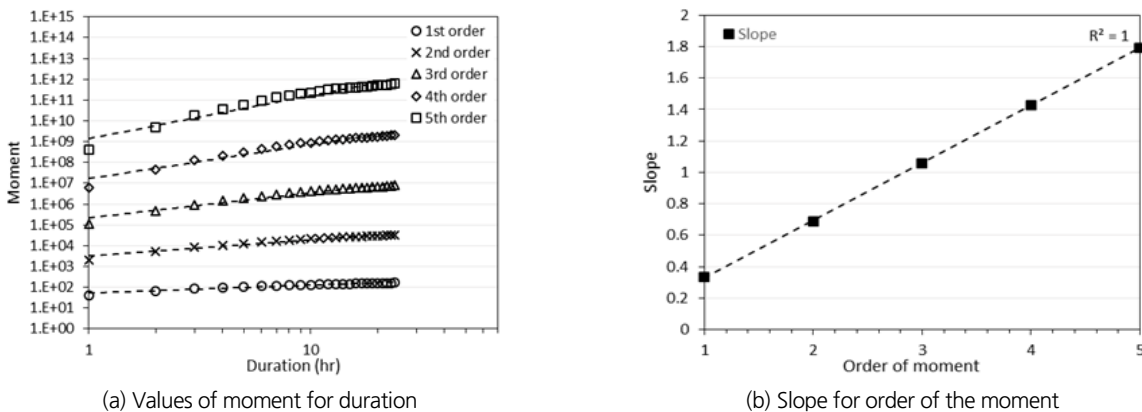 1.E+15
1.E+14
1.E+13
1.E+12
1.E+11
1.E+10
1.E+09
1.E+08
1.E+07
1.E+06
1.E+05
1.E+04
1.E+03
1.E+02
1.E+01
1.E+00
Moment
1st order
2nd order
3rd order
4th order
5th order
1
10
Duration (hr)
(a) Values of moment for duration
2
1.8
1.6
1.4
1.2
1
0.8
0.6
0.4
0.2
0
Slope
Slope
R² = 1
1
2
3
4
5
Order of moment
(b) Slope for order of the moment